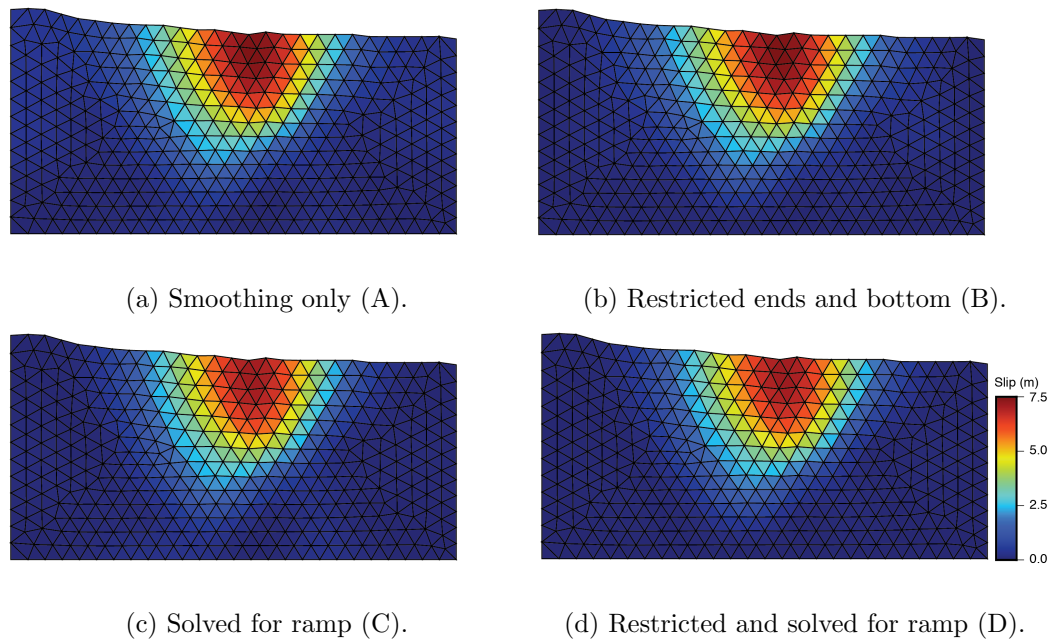 (a) Smoothing only (A).
(b) Restricted ends and bottom (B).
Slip (m)
7.5
5.0
2.5
0.0
(c) Solved for ramp (C).
(d) Restricted and solved for ramp (D).